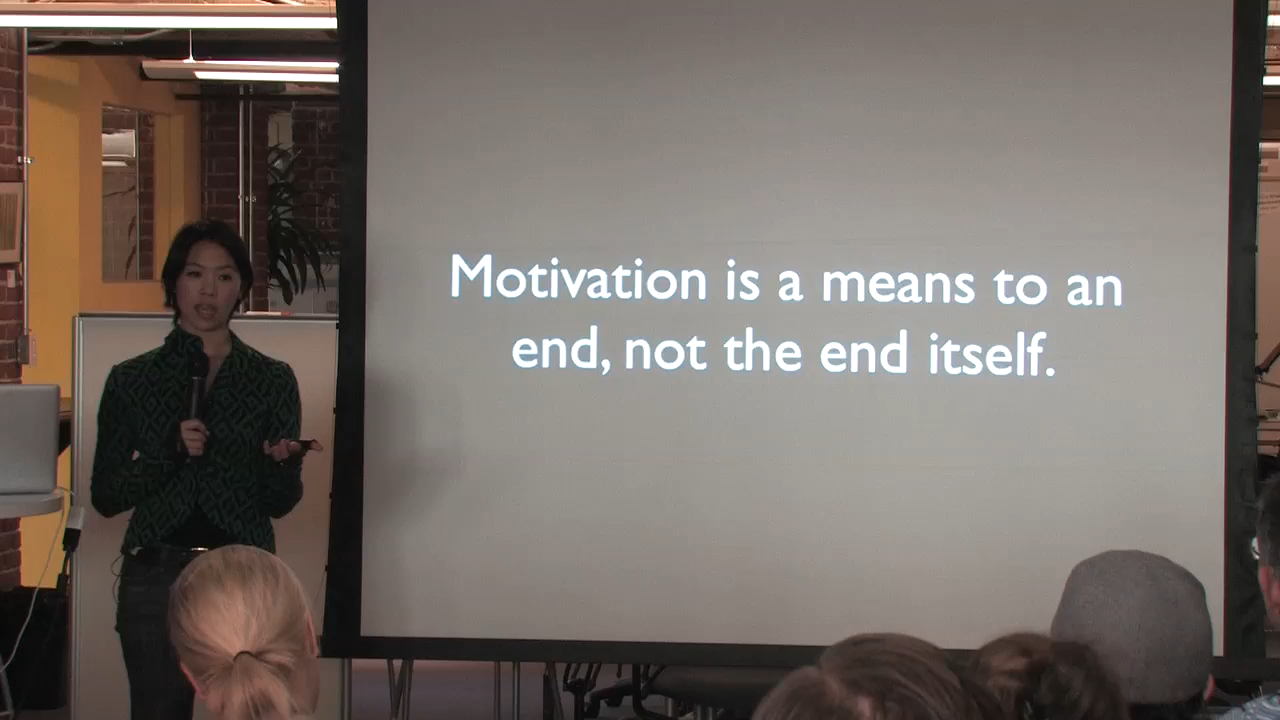 Motivation is a means to an
end, not the end itself.